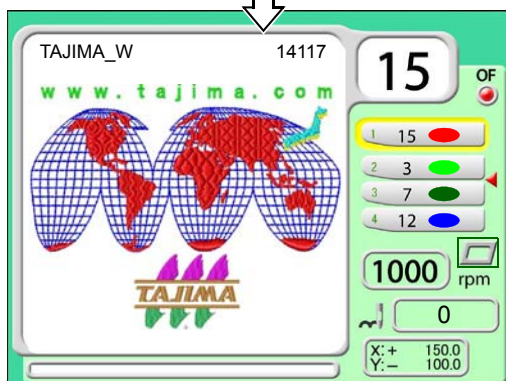 TAJIMA_W 14117
15
OF
www.tajima.com
1 15
2 3
3 7
4 12
1000
rpm
TAJIMA
0
X: + 150.0
Y: − 100.0